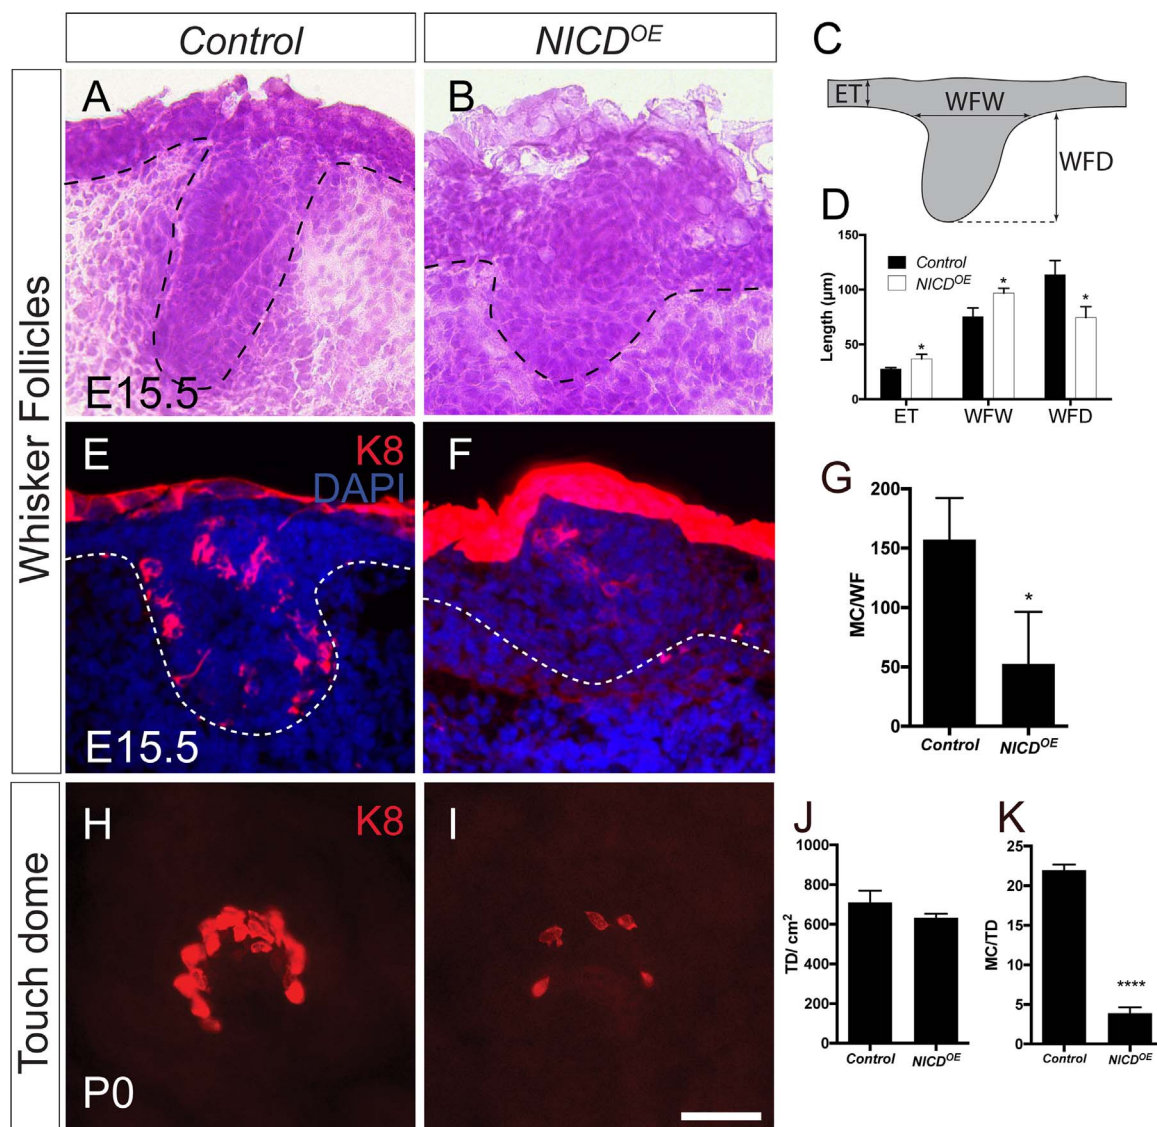 Control
NICD^OE
Whisker Follicles
A
B
E15.5
C
ET
WFW
WFD
D
150
100
50
0
Length (µm)
Control
NICD^OE
*
*
*
ET
WFW
WFD
E
K8
DAPI
E15.5
F
G
200
150
100
50
0
MC/WF
*
Control
NICD^OE
Touch dome
H
K8
P0
I
J
1000
800
600
400
200
0
TD/ cm²
Control
NICD^OE
K
25
20
15
10
5
0
MC/TD
****
Control
NICD^OE